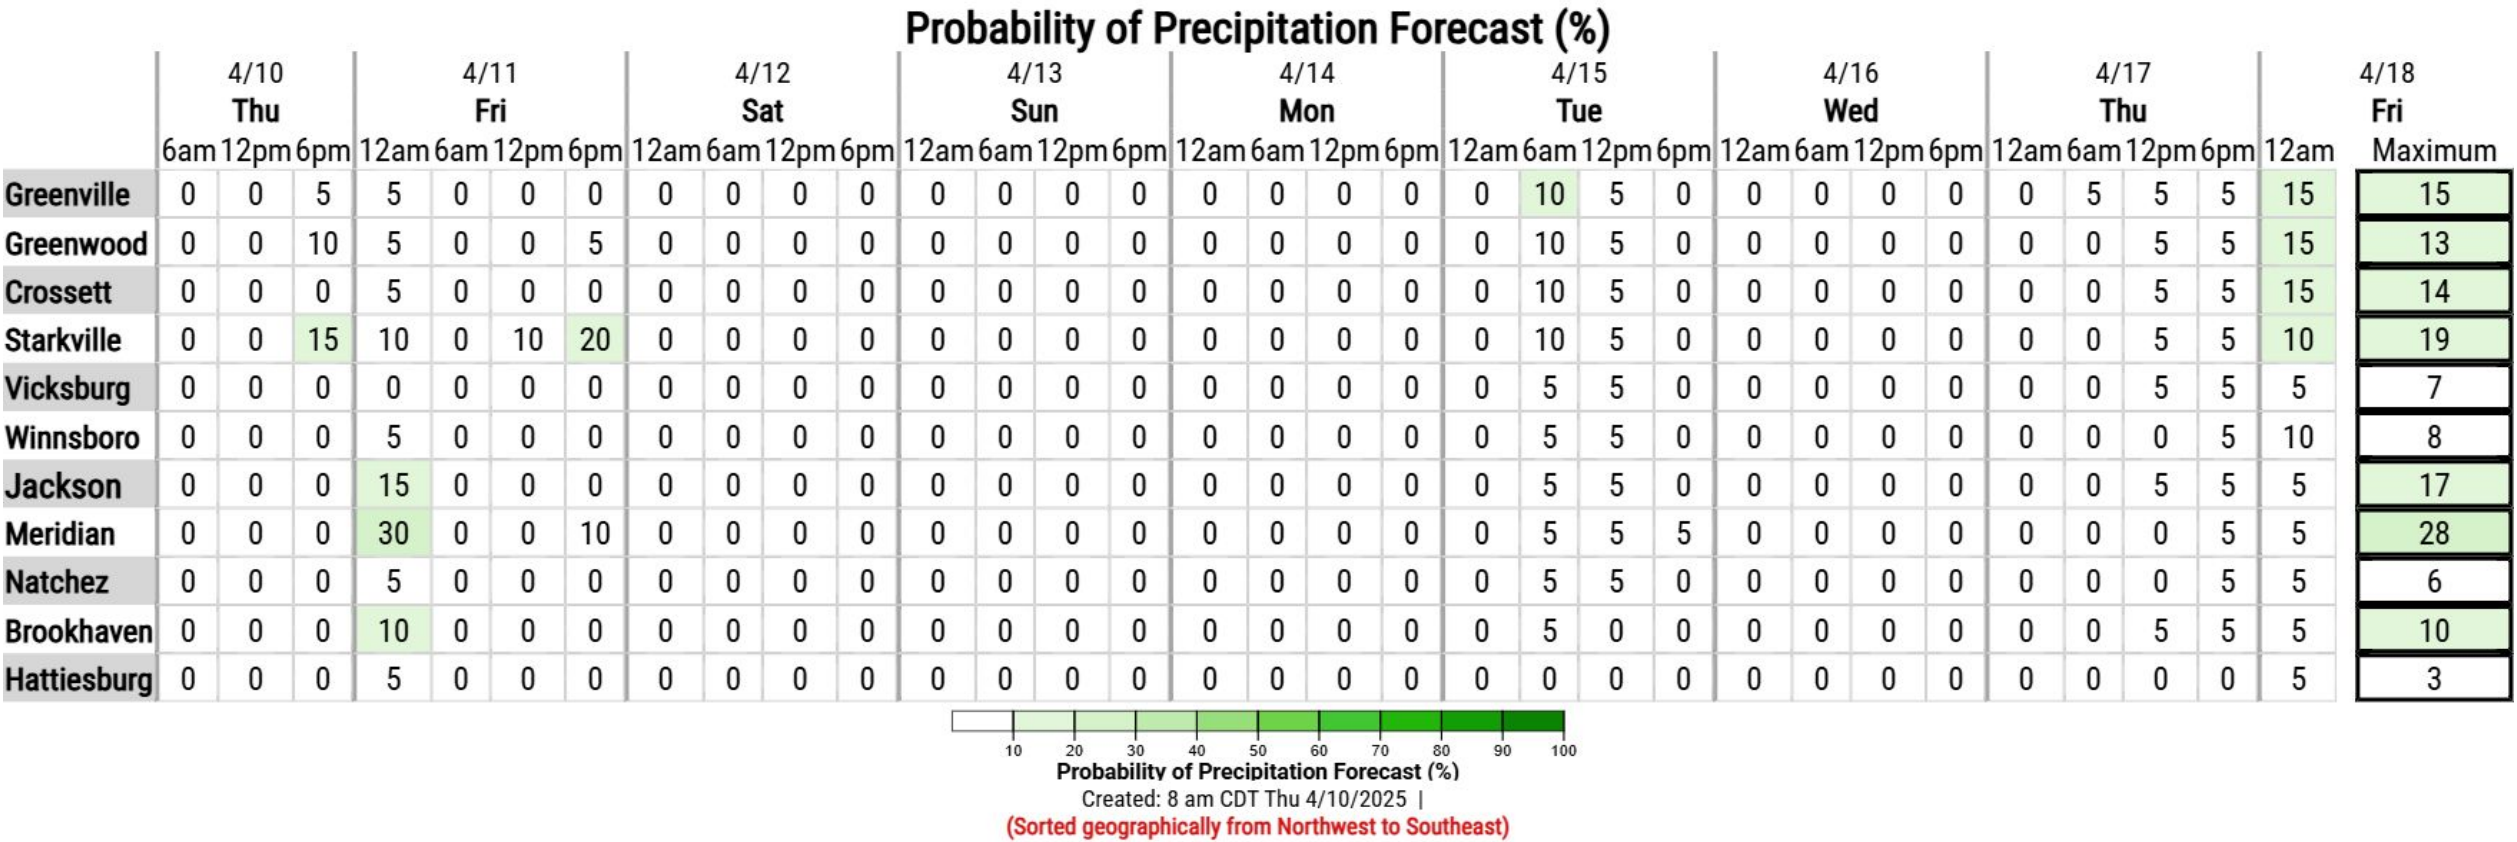 Probability of Precipitation Forecast (%)
4/10 4/11 4/12 4/13 4/14 4/15 4/16 4/17 4/18
Thu Fri Sat Sun Mon Tue Wed Thu Fri
6am 12pm 6pm 12am 6am 12pm 6pm 12am 6am 12pm 6pm 12am 6am 12pm 6pm 12am 6am 12pm 6pm 12am 6am 12pm 6pm 12am 6am 12pm 6pm 12am 6am 12pm 6pm 12am Maximum
Greenville 0 0 5 5 0 0 0 0 0 0 0 0 0 0 0 0 0 0 0 0 10 5 0 0 0 0 0 0 5 5 5 15 15
Greenwood 0 0 10 5 0 0 5 0 0 0 0 0 0 0 0 0 0 0 0 0 10 5 0 0 0 0 0 0 0 5 5 15 13
Crossett 0 0 0 5 0 0 0 0 0 0 0 0 0 0 0 0 0 0 0 0 10 5 0 0 0 0 0 0 0 5 5 15 14
Starkville 0 0 15 10 0 10 20 0 0 0 0 0 0 0 0 0 0 0 0 0 10 5 0 0 0 0 0 0 0 5 5 10 19
Vicksburg 0 0 0 0 0 0 0 0 0 0 0 0 0 0 0 0 0 0 0 0 5 5 0 0 0 0 0 0 0 5 5 5 7
Winnsboro 0 0 0 5 0 0 0 0 0 0 0 0 0 0 0 0 0 0 0 0 5 5 0 0 0 0 0 0 0 0 5 10 8
Jackson 0 0 0 15 0 0 0 0 0 0 0 0 0 0 0 0 0 0 0 0 5 5 0 0 0 0 0 0 0 5 5 5 17
Meridian 0 0 0 30 0 0 10 0 0 0 0 0 0 0 0 0 0 0 0 0 5 5 5 0 0 0 0 0 0 0 5 5 28
Natchez 0 0 0 5 0 0 0 0 0 0 0 0 0 0 0 0 0 0 0 0 5 5 0 0 0 0 0 0 0 0 5 5 6
Brookhaven 0 0 0 10 0 0 0 0 0 0 0 0 0 0 0 0 0 0 0 0 5 0 0 0 0 0 0 0 0 5 5 5 10
Hattiesburg 0 0 0 5 0 0 0 0 0 0 0 0 0 0 0 0 0 0 0 0 0 0 0 0 0 0 0 0 0 0 0 5 3
10 20 30 40 50 60 70 80 90 100
Probability of Precipitation Forecast (%)
Created: 8 am CDT Thu 4/10/2025 |
(Sorted geographically from Northwest to Southeast)